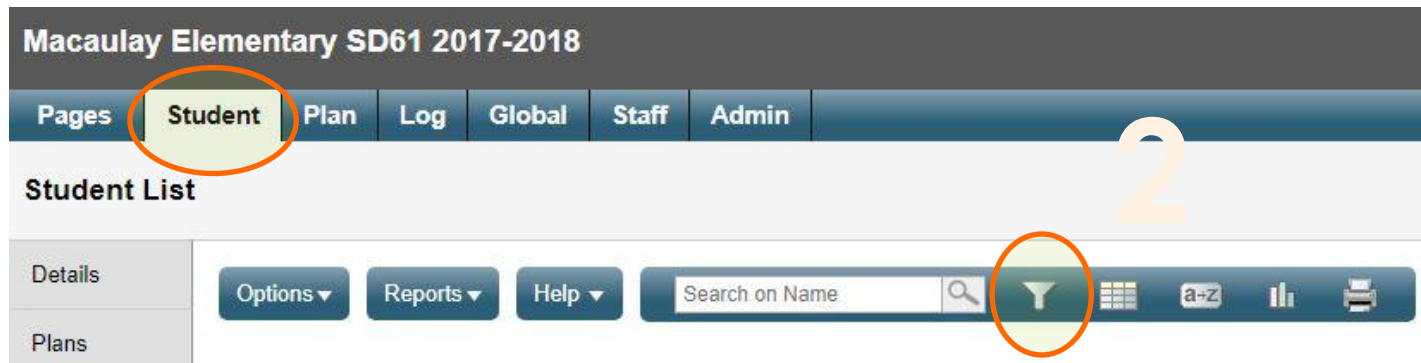 Macaulay Elementary SD61 2017-2018
Pages Student Plan Log Global Staff Admin
2
Student List
Details
Options Reports Help Search on Name a-z
Plans